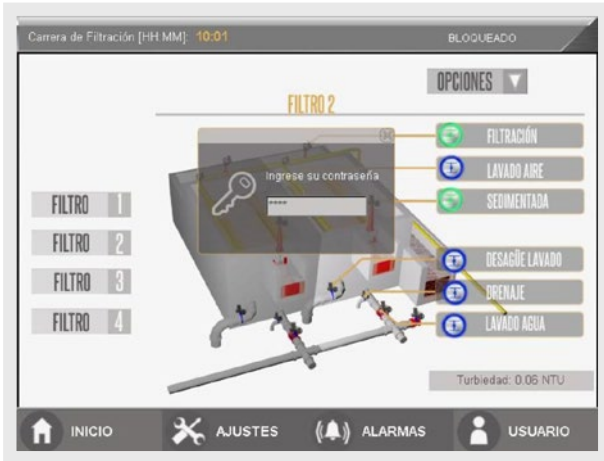 Carrera de Filtración [HH:MM]: 10:01
BLOQUEADO
OPCIONES
FILTRO 2
FILTRACIÓN
LAVADO AIRE
SEDIMENTADA
Ingrese su contraseña
****
FILTRO 1
FILTRO 2
FILTRO 3
FILTRO 4
DESAGÜE LAVADO
DRENAJE
LAVADO AGUA
Turbiedad: 0.06 NTU
INICIO
AJUSTES
ALARMAS
USUARIO